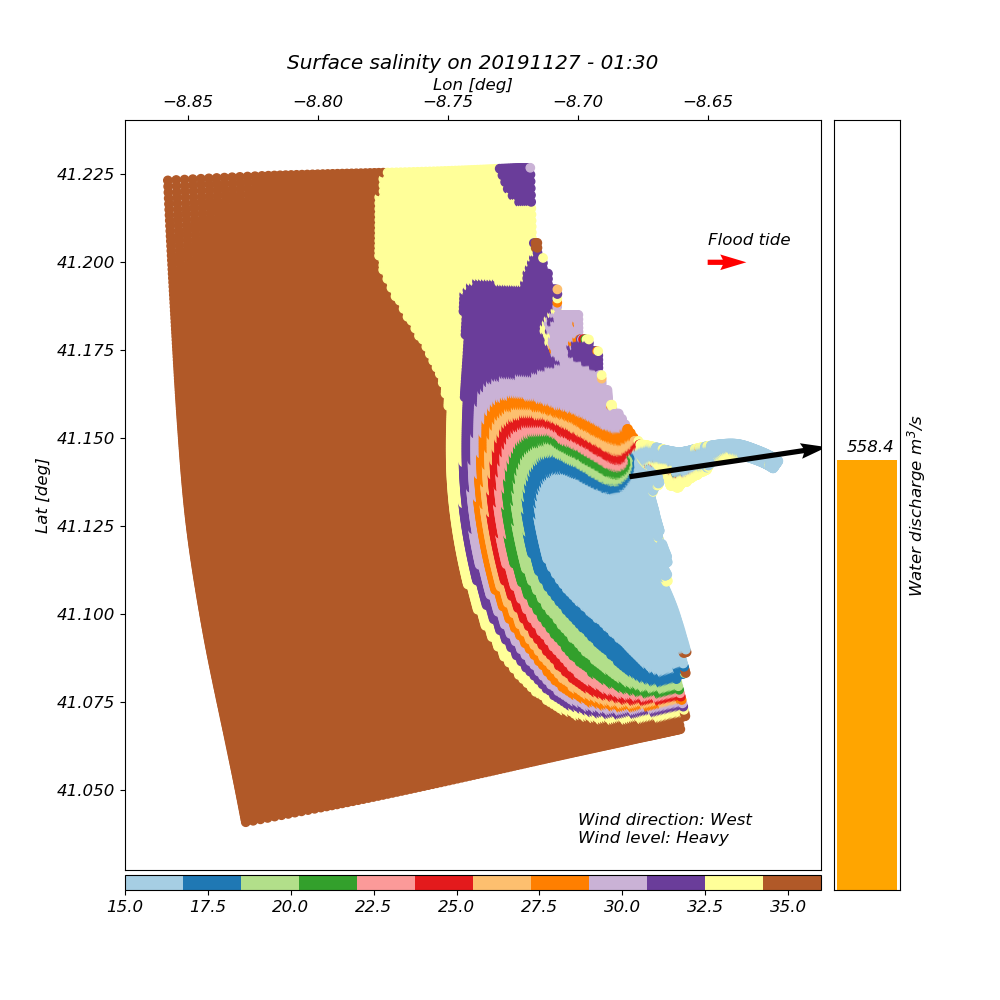 Surface salinity on 20191127 - 01:30
Lon [deg]
−8.85 −8.80 −8.75 −8.70 −8.65
41.225
41.200
41.175
41.150
41.125
41.100
41.075
41.050
Lat [deg]
Flood tide
558.4
Water discharge m³/s
Wind direction: West
Wind level: Heavy
15.0 17.5 20.0 22.5 25.0 27.5 30.0 32.5 35.0